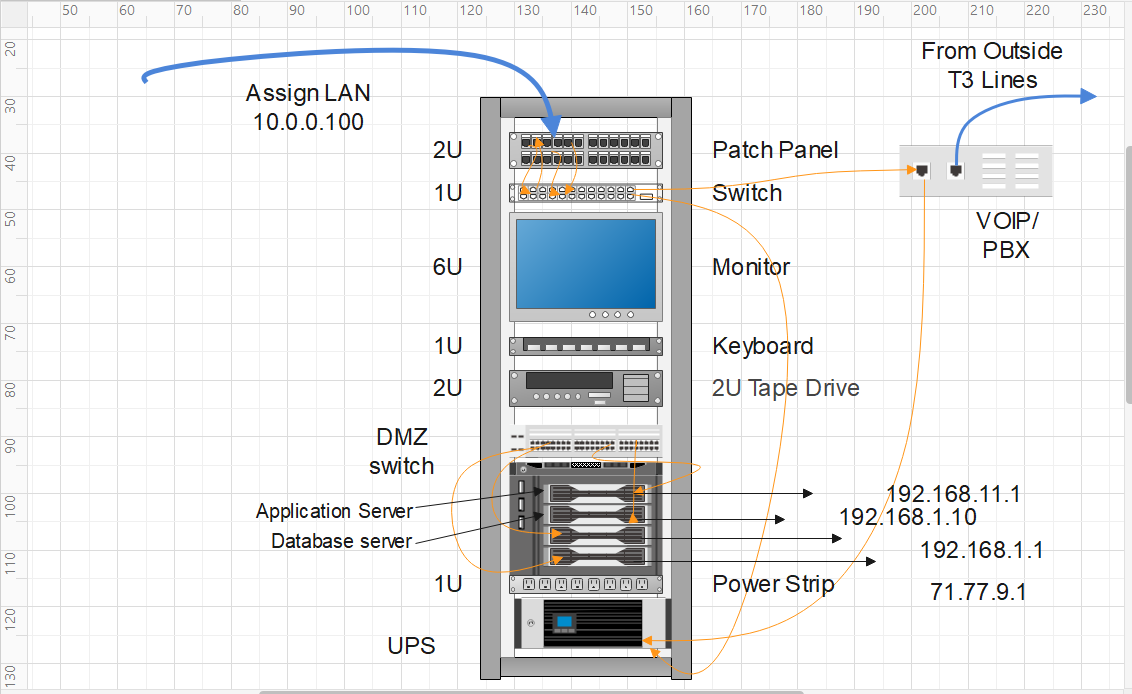 50 60 70 80 90 100 110 120 130 140 150 160 170 180 190 200 210 220 230
20
30
40
50
60
70
80
90
100
110
120
130
From Outside
T3 Lines
Assign LAN
10.0.0.100
2U
Patch Panel
1U
Switch
VOIP/
PBX
6U
Monitor
1U
Keyboard
2U
2U Tape Drive
DMZ
switch
Application Server
Database server
192.168.11.1
192.168.1.10
192.168.1.1
71.77.9.1
1U
Power Strip
UPS